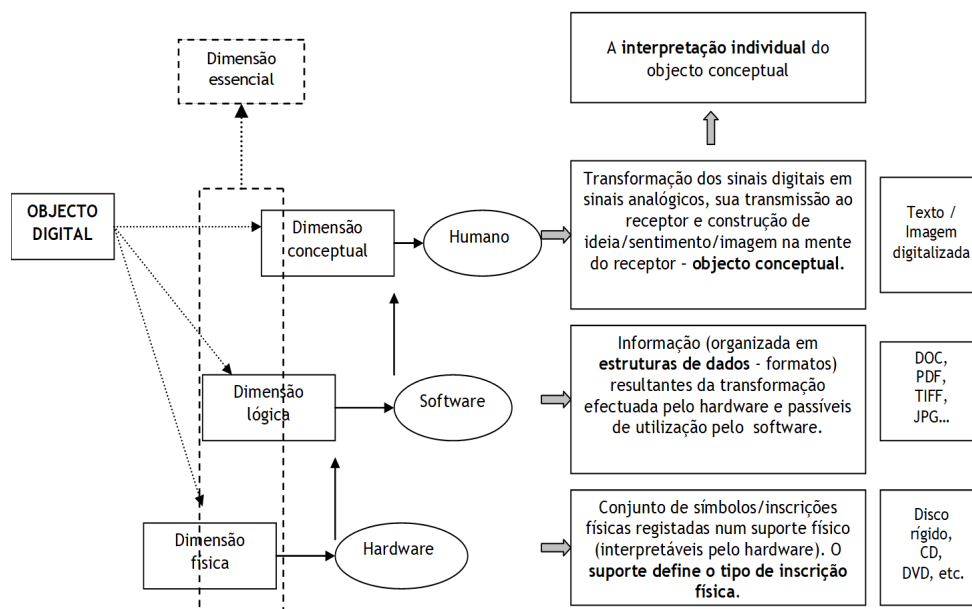 Dimensão
essencial
A interpretação individual do
objecto conceptual
OBJECTO
DIGITAL
Dimensão
conceptual
Humano
Transformação dos sinais digitais em
sinais analógicos, sua transmissão ao
receptor e construção de
ideia/sentimento/imagem na mente
do receptor - objecto conceptual.
Texto /
Imagem
digitalizada
Dimensão
lógica
Software
Informação (organizada em
estruturas de dados - formatos)
resultantes da transformação
efectuada pelo hardware e passíveis
de utilização pelo software.
DOC,
PDF,
TIFF,
JPG...
Dimensão
física
Hardware
Conjunto de símbolos/inscrições
físicas registadas num suporte físico
(interpretáveis pelo hardware). O
suporte define o tipo de inscrição
física.
Disco
rígido,
CD,
DVD, etc.